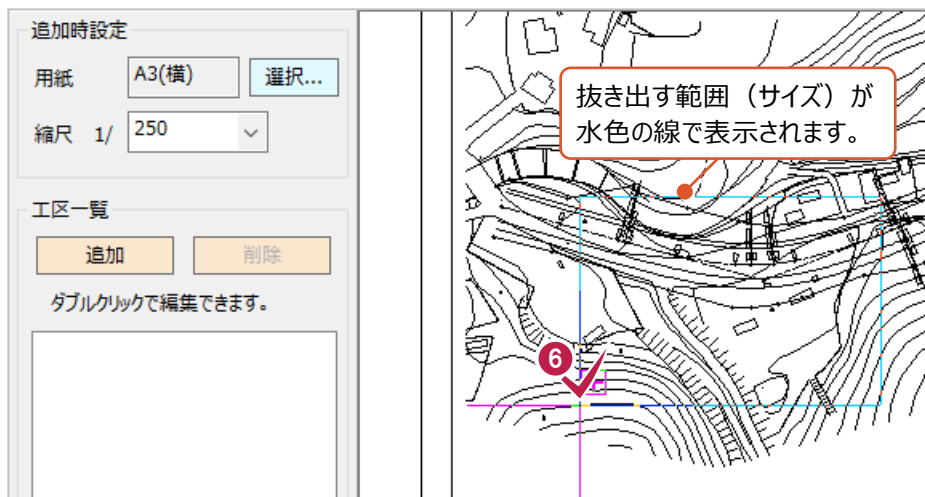 追加時設定
用紙
A3(横)
選択...
縮尺 1/
250
工区一覧
追加
削除
ダブルクリックで編集できます。
抜き出す範囲（サイズ）が
水色の線で表示されます。
6